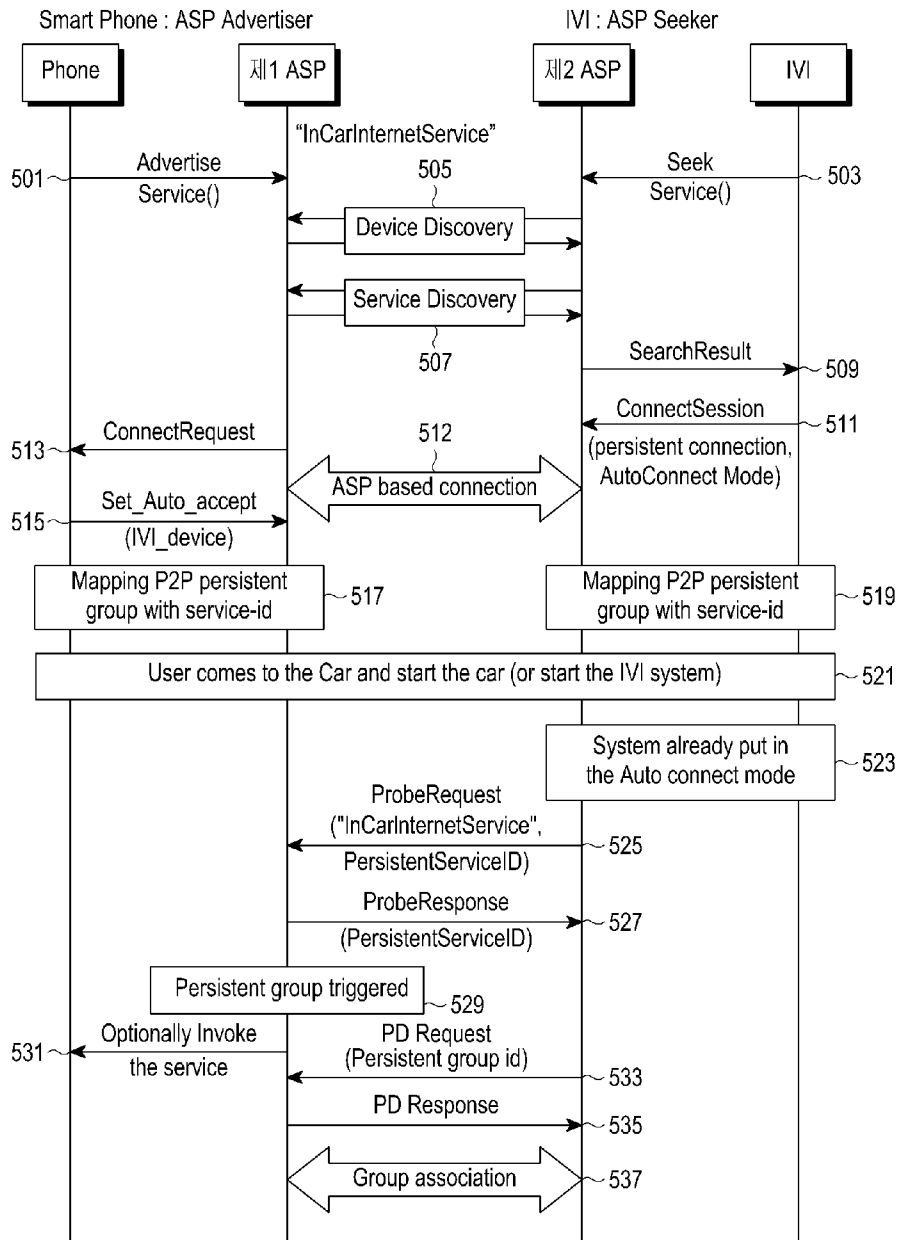 Smart Phone : ASP Advertiser
IVI : ASP Seeker
Phone
제1 ASP
제2 ASP
IVI
"InCarInternetService"
501
Advertise
Service()
505
Seek
Service()
503
Device Discovery
Service Discovery
507
SearchResult
509
ConnectSession
511
(persistent connection,
AutoConnect Mode)
513
ConnectRequest
512
ASP based connection
515
Set_Auto_accept
(IVI_device)
Mapping P2P persistent
group with service-id
517
Mapping P2P persistent
group with service-id
519
User comes to the Car and start the car (or start the IVI system)
521
System already put in
the Auto connect mode
523
ProbeRequest
("InCarInternetService",
PersistentServiceID)
525
ProbeResponse
(PersistentServiceID)
527
Persistent group triggered
529
531
Optionally Invoke
the service
PD Request
(Persistent group id)
533
PD Response
535
Group association
537